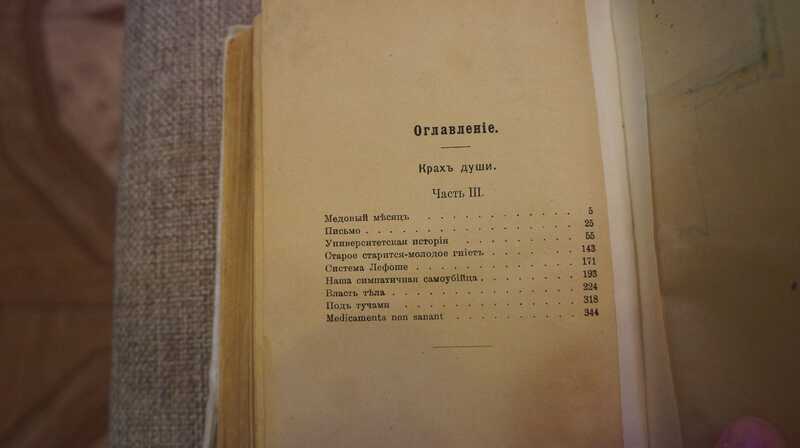 Оглавленіе.
Крахъ души.
Часть III.
Медовый мѣсяцъ . . . . . . . . . . . 5
Письмо . . . . . . . . . . . . . . . 25
Университетская исторія . . . . . . . . 55
Старое старится-молодое гніетъ . . . . . . 143
Система Лефоше . . . . . . . . . . . 171
Наша симпатичная самоубійца . . . . . . . 193
Власть тѣла . . . . . . . . . . . . . 224
Подъ тучами . . . . . . . . . . . . . 318
Medicamenta non sanant . . . . . . . . . 344